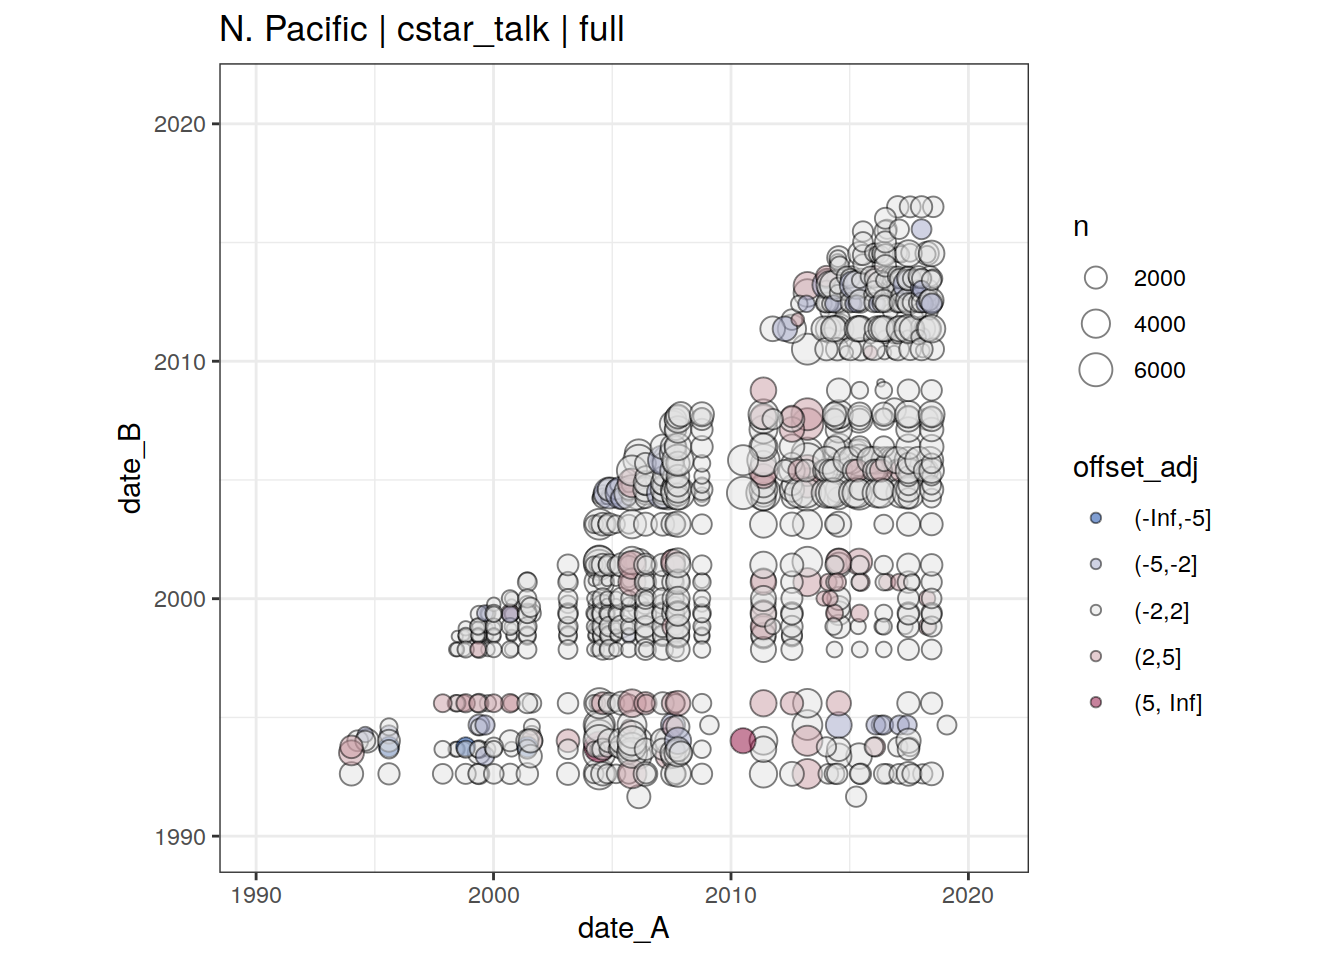 N. Pacific | cstar_talk | full
date_B
2020
2010
2000
1990
1990
2000
2010
2020
date_A
n
2000
4000
6000
offset_adj
(-Inf,-5]
(-5,-2]
(-2,2]
(2,5]
(5, Inf]